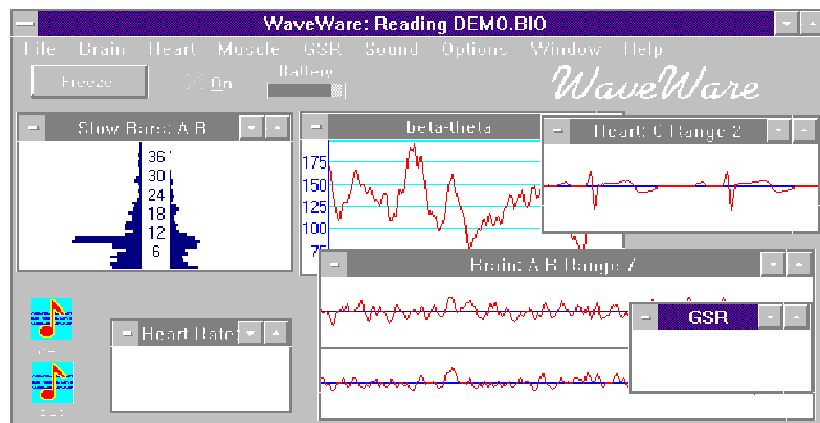 WaveWare: Reading DEMO.BIO
File Brain Heart Muscle GSR Sound Options Window Help
Freeze On Battery WaveWare
Slow Bars: A B
36
30
24
18
12
6
beta-theta
175
150
125
100
75
Heart: C Range 2
Brain: A B Range 7
Heart Rate
GSR